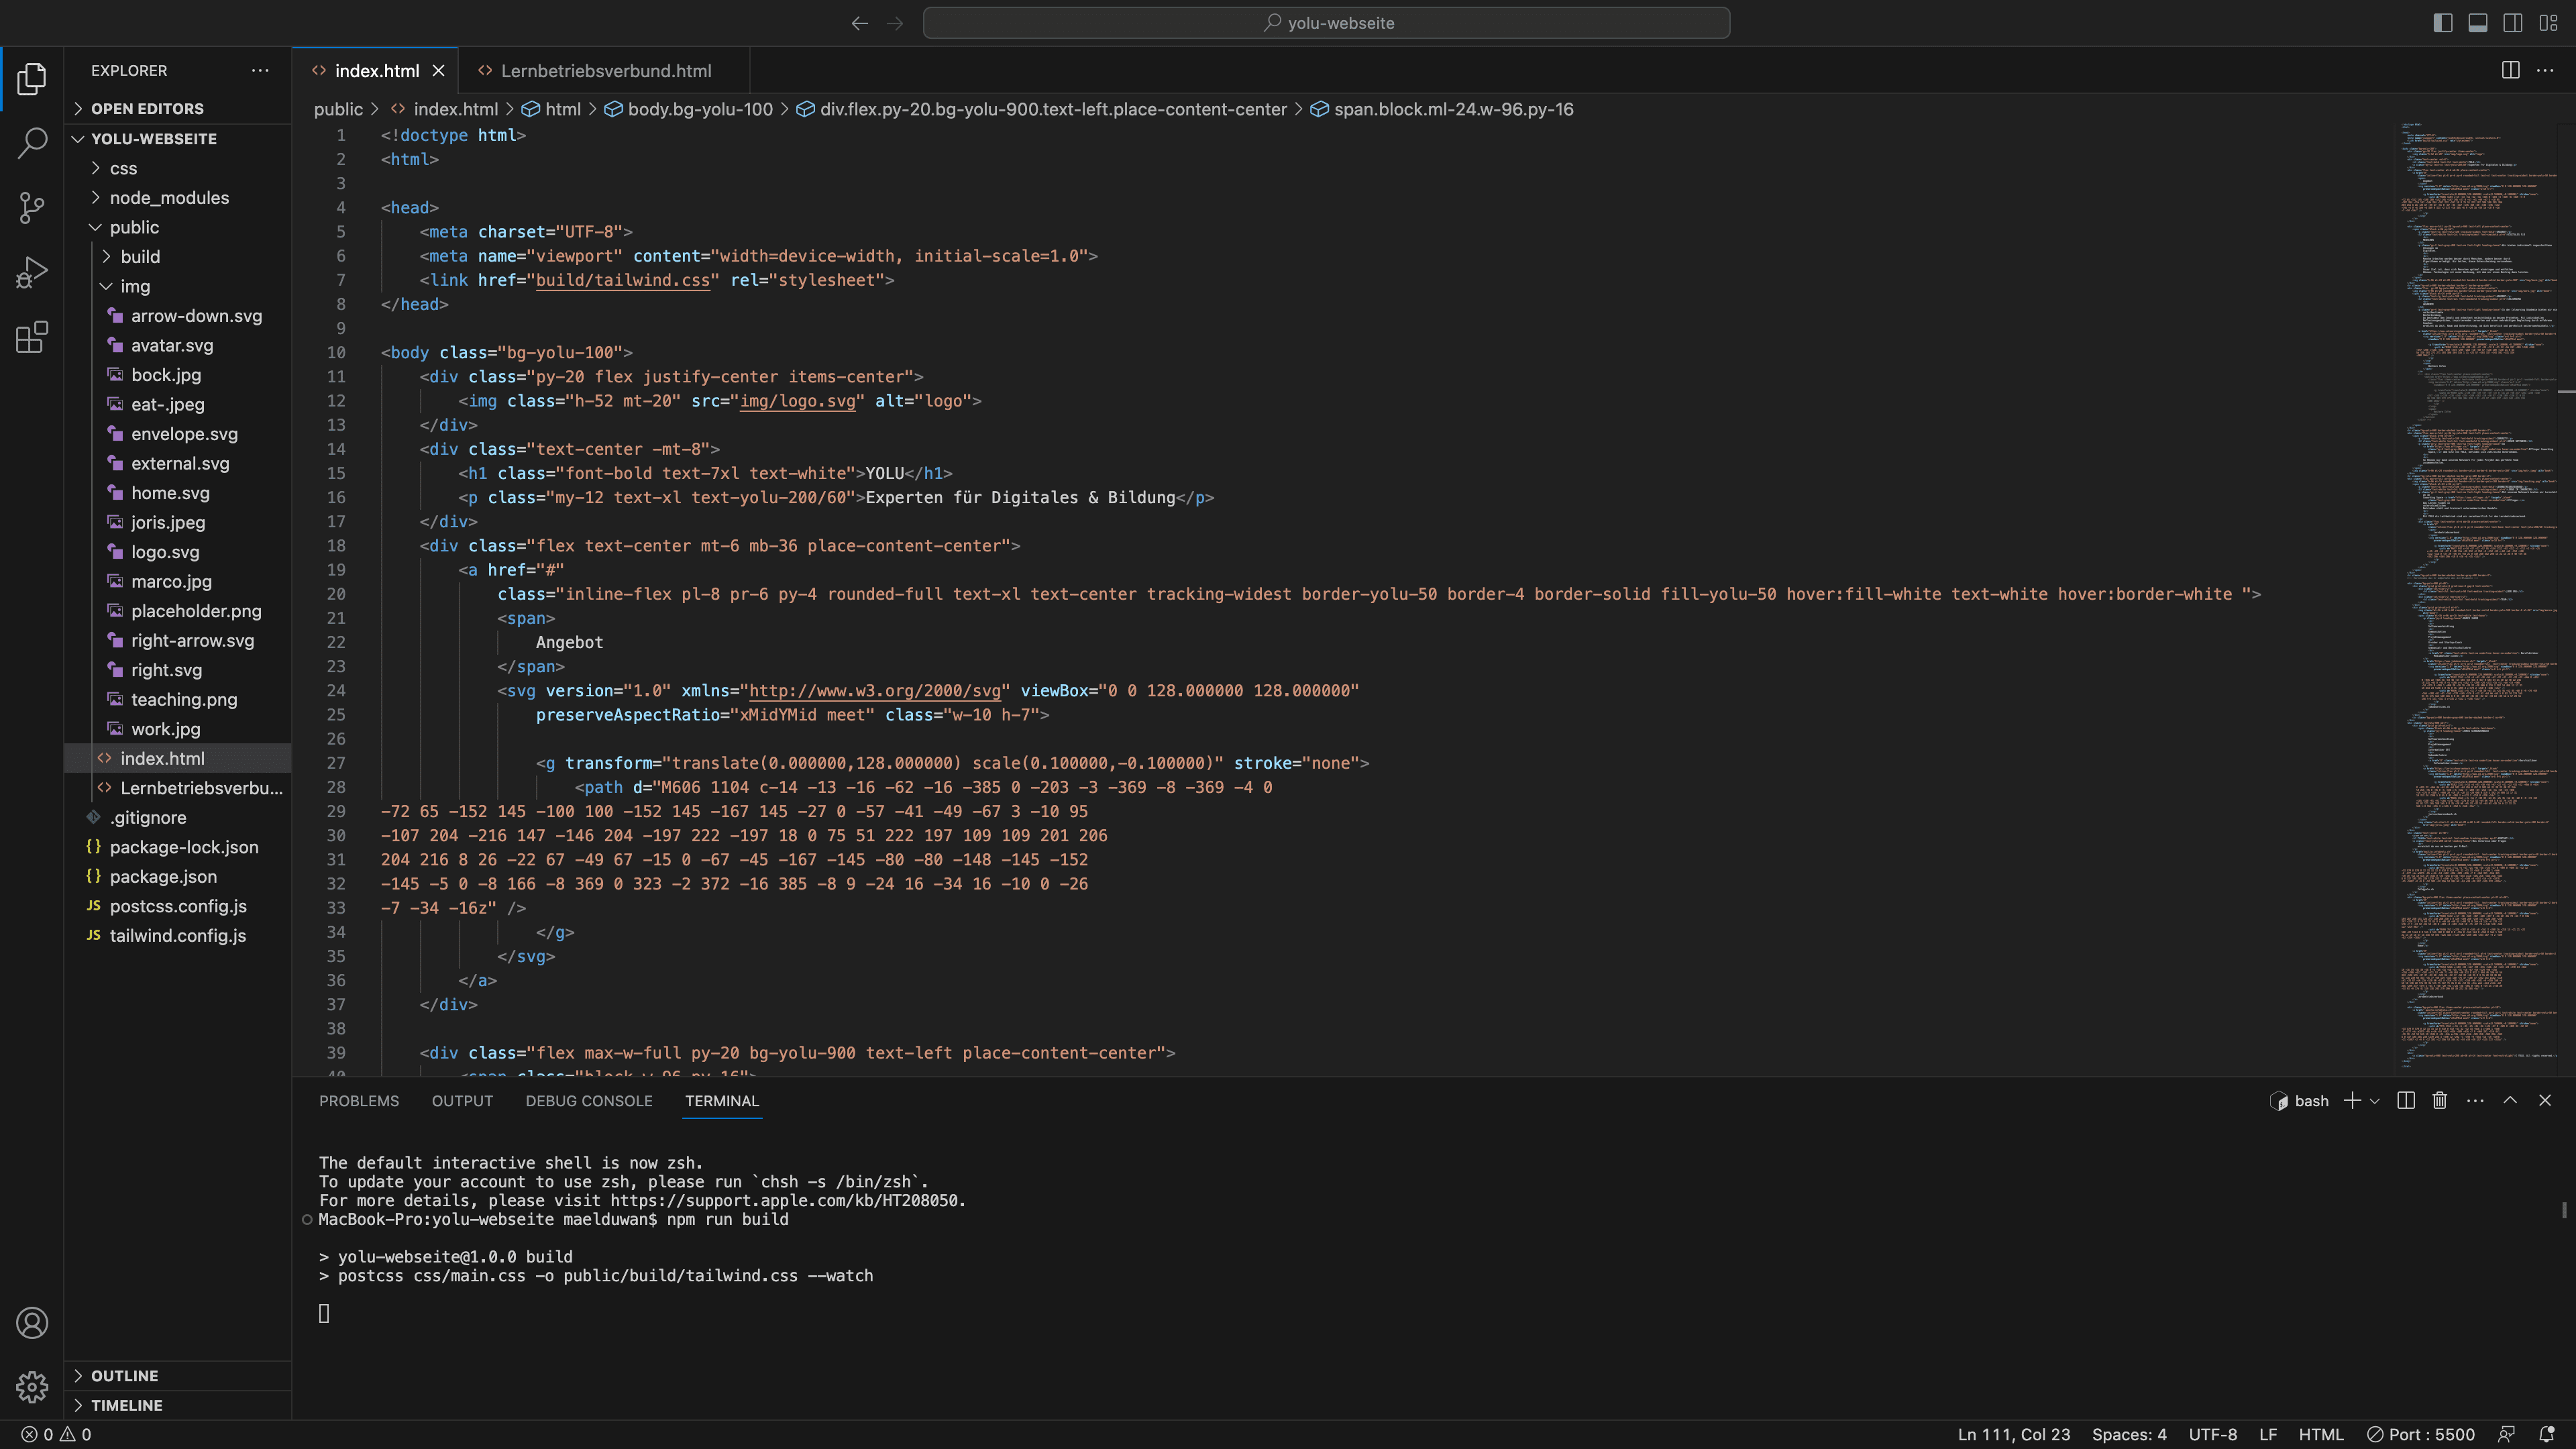 yolu-webseite
EXPLORER
OPEN EDITORS
YOLU-WEBSEITE
css
node_modules
public
build
img
arrow-down.svg
avatar.svg
bock.jpg
eat-.jpeg
envelope.svg
external.svg
home.svg
joris.jpeg
logo.svg
marco.jpg
placeholder.png
right-arrow.svg
right.svg
teaching.png
work.jpg
index.html
Lernbetriebsverbu...
.gitignore
package-lock.json
package.json
postcss.config.js
tailwind.config.js
OUTLINE
TIMELINE
index.html
Lernbetriebsverbund.html
public > index.html > html > body.bg-yolu-100 > div.flex.py-20.bg-yolu-900.text-left.place-content-center > span.block.ml-24.w-96.py-16
1 <!doctype html>
2 <html>
3
4 <head>
5 <meta charset="UTF-8">
6 <meta name="viewport" content="width=device-width, initial-scale=1.0">
7 <link href="build/tailwind.css" rel="stylesheet">
8 </head>
9
10 <body class="bg-yolu-100">
11 <div class="py-20 flex justify-center items-center">
12 <img class="h-52 mt-20" src="img/logo.svg" alt="logo">
13 </div>
14 <div class="text-center -mt-8">
15 <h1 class="font-bold text-7xl text-white">YOLU</h1>
16 <p class="my-12 text-xl text-yolu-200/60">Experten für Digitales & Bildung</p>
17 </div>
18 <div class="flex text-center mt-6 mb-36 place-content-center">
19 <a href="#"
20 class="inline-flex pl-8 pr-6 py-4 rounded-full text-xl text-center tracking-widest border-yolu-50 border-4 border-solid fill-yolu-50 hover:fill-white text-white hover:border-white ">
21 <span>
22 Angebot
23 </span>
24 <svg version="1.0" xmlns="http://www.w3.org/2000/svg" viewBox="0 0 128.000000 128.000000"
25 preserveAspectRatio="xMidYMid meet" class="w-10 h-7">
26
27 <g transform="translate(0.000000,128.000000) scale(0.100000,-0.100000)" stroke="none">
28 <path d="M606 1104 c-14 -13 -16 -62 -16 -385 0 -203 -3 -369 -8 -369 -4 0
29 -72 65 -152 145 -100 100 -152 145 -167 145 -27 0 -57 -41 -49 -67 3 -10 95
30 -107 204 -216 147 -146 204 -197 222 -197 18 0 75 51 222 197 109 109 201 206
31 204 216 8 26 -22 67 -49 67 -15 0 -67 -45 -167 -145 -80 -80 -148 -145 -152
32 -145 -5 0 -8 166 -8 369 0 323 -2 372 -16 385 -8 9 -24 16 -34 16 -10 0 -26
33 -7 -34 -16z" />
34 </g>
35 </svg>
36 </a>
37 </div>
38
39 <div class="flex max-w-full py-20 bg-yolu-900 text-left place-content-center">
40 <span class="block w-96 py-16">
PROBLEMS OUTPUT DEBUG CONSOLE TERMINAL
bash
The default interactive shell is now zsh.
To update your account to use zsh, please run `chsh -s /bin/zsh`.
For more details, please visit https://support.apple.com/kb/HT208050.
MacBook-Pro:yolu-webseite maelduwan$ npm run build
> yolu-webseite@1.0.0 build
> postcss css/main.css -o public/build/tailwind.css --watch
0 0
Ln 111, Col 23 Spaces: 4 UTF-8 LF HTML Port : 5500